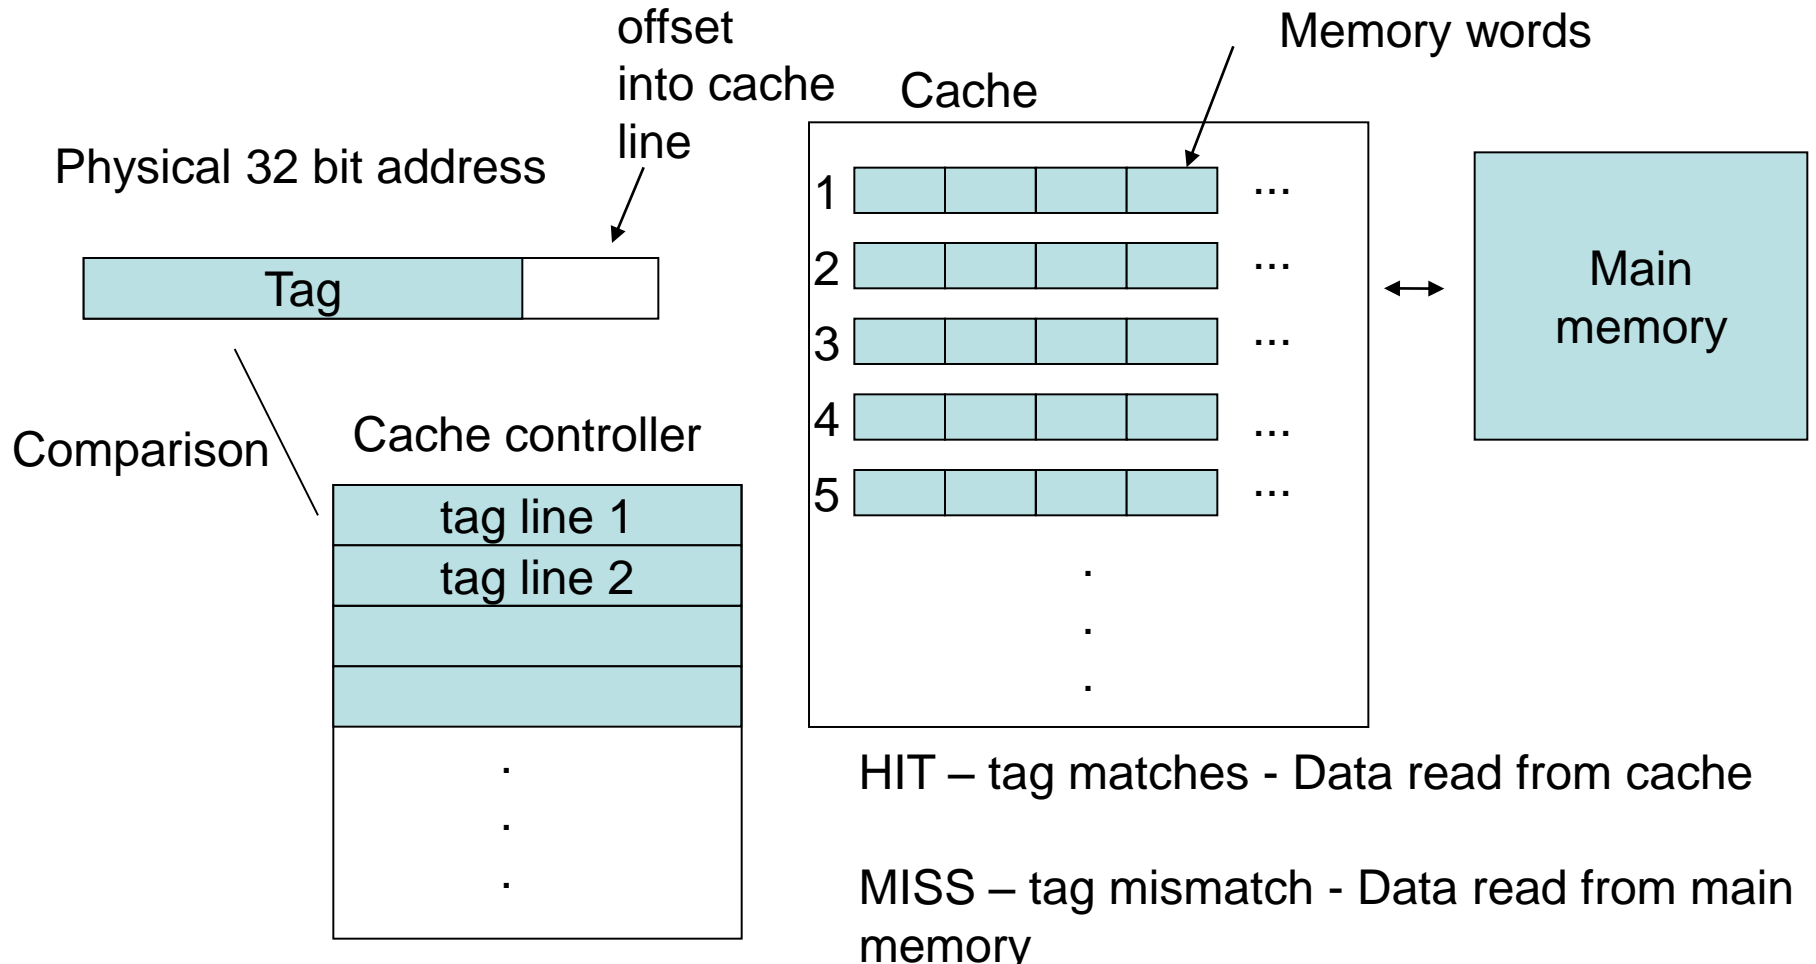 offset
into cache
line
Memory words
Cache
Physical 32 bit address
Tag
1
...
2
...
3
...
4
...
5
...
.
.
.
Main
memory
Comparison
Cache controller
tag line 1
tag line 2
.
.
.
HIT – tag matches - Data read from cache
MISS – tag mismatch - Data read from main
memory